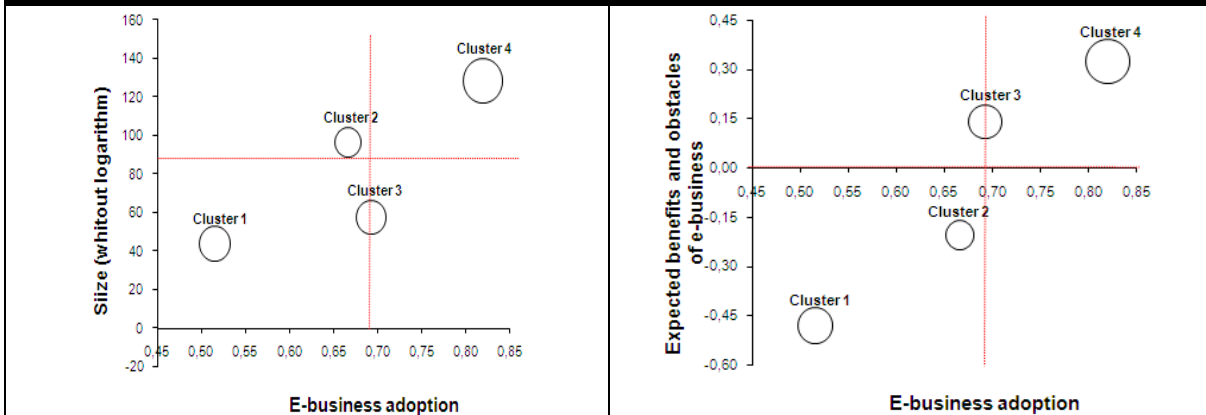 160
140
120
100
80
60
40
20
0
-20
Siize (whitout logarithm)
Cluster 4
Cluster 2
Cluster 3
Cluster 1
0,45 0,50 0,55 0,60 0,65 0,70 0,75 0,80 0,85
E-business adoption
0,45
0,30
0,15
0,00
-0,15
-0,30
-0,45
-0,60
Expected benefits and obstacles
of e-business
Cluster 4
Cluster 3
0,45 0,50 0,55 0,60 0,65 0,70 0,75 0,80 0,85
Cluster 2
Cluster 1
E-business adoption